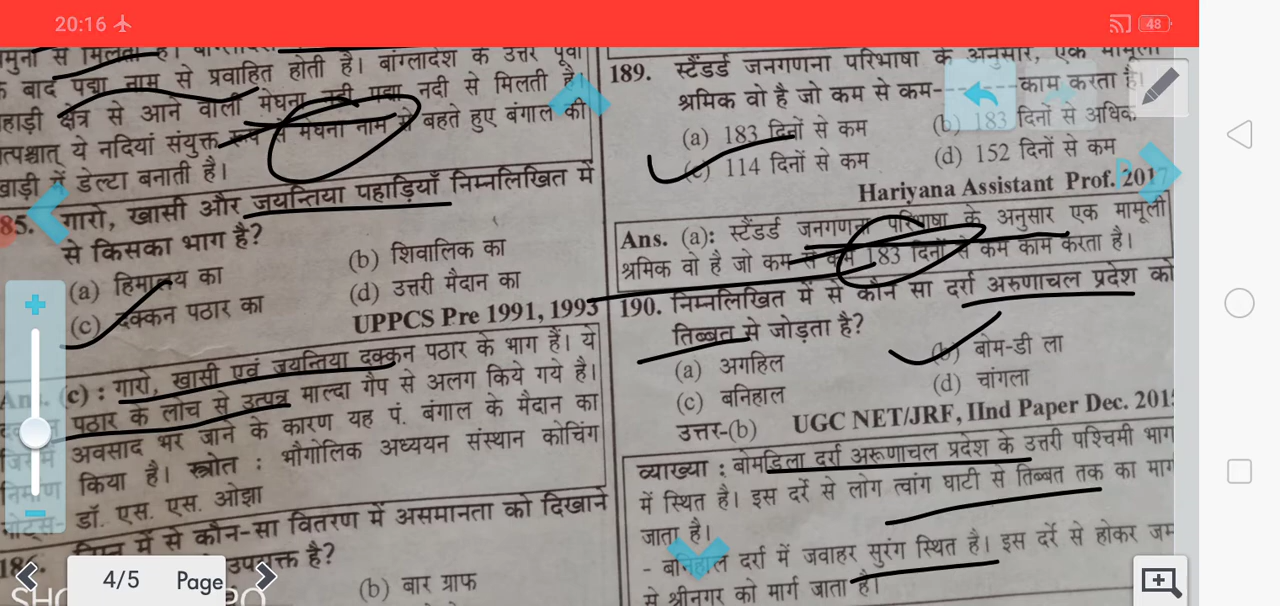 20:16
48
से मिलता है।
बाद पद्मा नाम से प्रवाहित होती है। बांग्लादेश के उत्तर पूर्वी
क्षेत्र से आने वाली मेघना नदी पद्मा नदी से मिलती है।
ये नदियां संयुक्त रूप से मेघना नाम से बहते हुए बंगाल की
में डेल्टा बनाती है।
85. गारो, खासी और जयन्तिया पहाड़ियाँ निम्नलिखित में
से किसका भाग है?
(a) हिमालय का
(b) शिवालिक का
(c) दक्कन पठार का
(d) उत्तरी मैदान का
UPPCS Pre 1991, 1993
Ans. (c) : गारो, खासी एवं जयन्तिया दक्कन पठार के भाग हैं। ये
पठार के लोच से उत्पन्न माल्दा गैप से अलग किये गये है।
अवसाद भर जाने के कारण यह पं. बंगाल के मैदान का
निर्माण किया है। स्त्रोत : भौगोलिक अध्ययन संस्थान कोचिंग
नोट्स- डॉ. एस. एस. ओझा
186. निम्न में से कौन-सा वितरण में असमानता को दिखाने
उपयुक्त है?
(b) बार ग्राफ
4/5 Page
189. स्टैंडर्ड जनगणना परिभाषा के अनुसार, एक मामूली
श्रमिक वो है जो कम से कम--------काम करता है।
(a) 183 दिनों से कम
(b) 183 दिनों से अधिक
(c) 114 दिनों से कम
(d) 152 दिनों से कम
Hariyana Assistant Prof. 2017
Ans. (a): स्टैंडर्ड जनगणना परिभाषा के अनुसार एक मामूली
श्रमिक वो है जो कम से कम 183 दिनों से कम काम करता है।
190. निम्नलिखित में से कौन सा दर्रा अरुणाचल प्रदेश को
तिब्बत से जोड़ता है?
(a) अगहिल
(b) बोम-डी ला
(c) बनिहाल
(d) चांगला
उत्तर-(b) UGC NET/JRF, IInd Paper Dec. 2015
व्याख्या : बोमडिला दर्रा अरूणाचल प्रदेश के उत्तरी पश्चिमी भाग
में स्थित है। इस दर्रे से लोग त्वांग घाटी से तिब्बत तक का मार्ग
जाता है।
- बनिहाल दर्रा में जवाहर सुरंग स्थित है। इस दर्रे से होकर
से श्रीनगर को मार्ग जाता है।